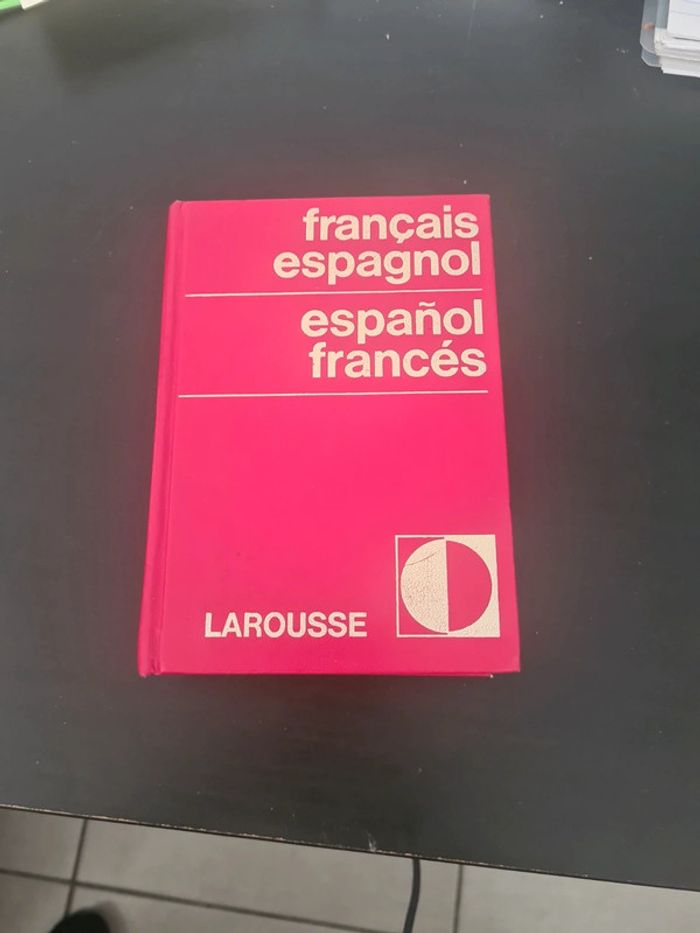 français
espagnol
español
francés
LAROUSSE